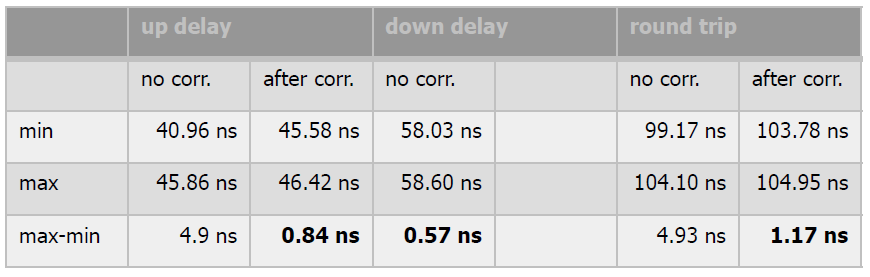 up delay down delay round trip
no corr. after corr. no corr. no corr. after corr.
min 40.96 ns 45.58 ns 58.03 ns 99.17 ns 103.78 ns
max 45.86 ns 46.42 ns 58.60 ns 104.10 ns 104.95 ns
max-min 4.9 ns 0.84 ns 0.57 ns 4.93 ns 1.17 ns